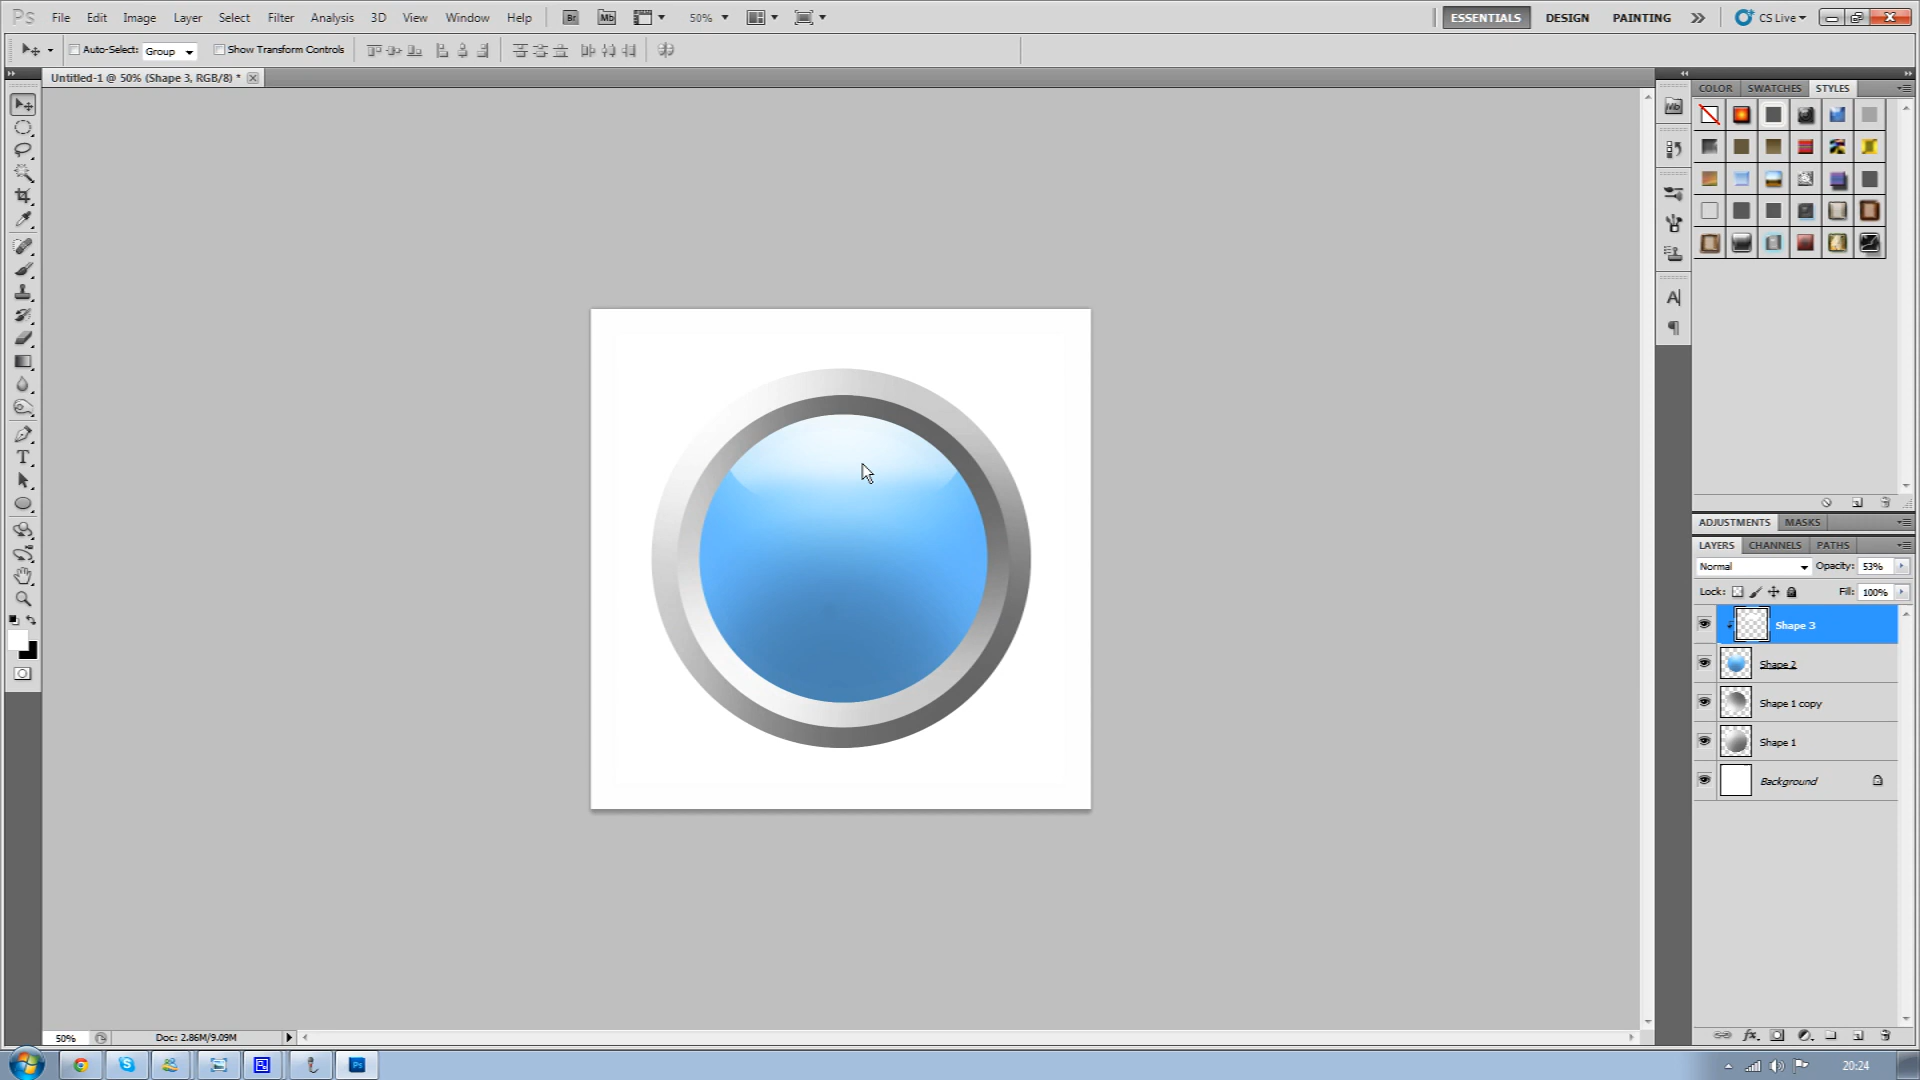 Ps File Edit Image Layer Select Filter Analysis 3D View Window Help Br Mb 50% ESSENTIALS DESIGN PAINTING CS Live
Auto-Select: Group Show Transform Controls
Untitled-1 @ 50% (Shape 3, RGB/8) *
COLOR SWATCHES STYLES
Mb
ADJUSTMENTS MASKS
LAYERS CHANNELS PATHS
Normal Opacity: 53%
Lock: Fill: 100%
Shape 3
Shape 2
Shape 1 copy
Shape 1
Background
50% Doc: 2.86M/9.09M
Ps 20:24